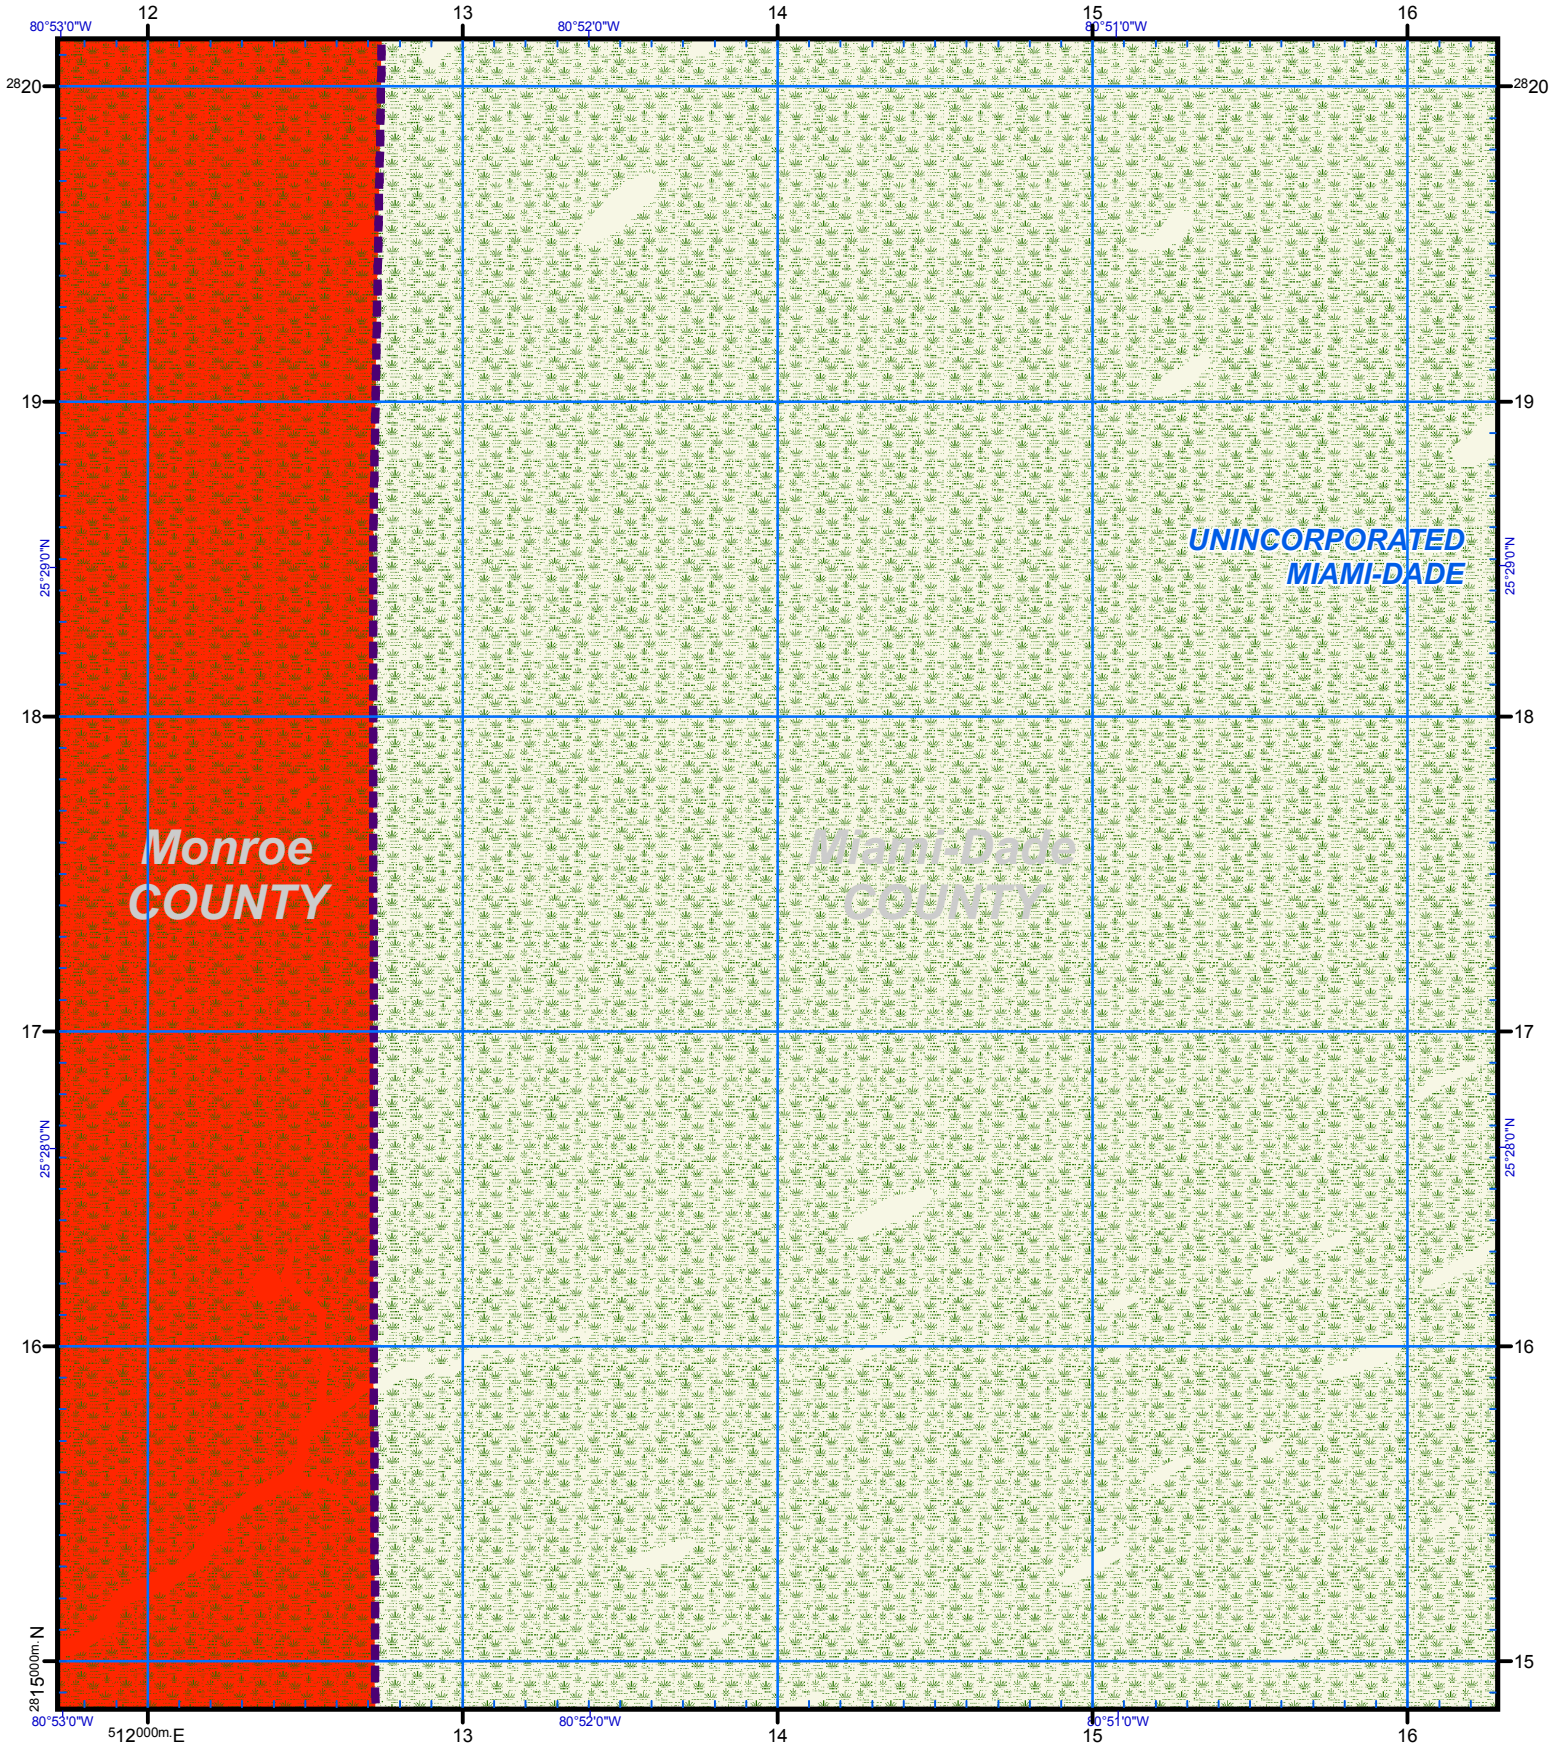 12 13 14 15 16
80°53'0"W 80°52'0"W 80°51'0"W
2820 2820
19 19
UNINCORPORATED
25°29'0"N 25°29'0"N
MIAMI-DADE
18 18
Monroe Miami-Dade
COUNTY COUNTY
17 17
25°28'0"N 25°28'0"N
16 16
2815000m. N 15
80°53'0"W 80°52'0"W 80°51'0"W
512000m. E 13 14 15 16